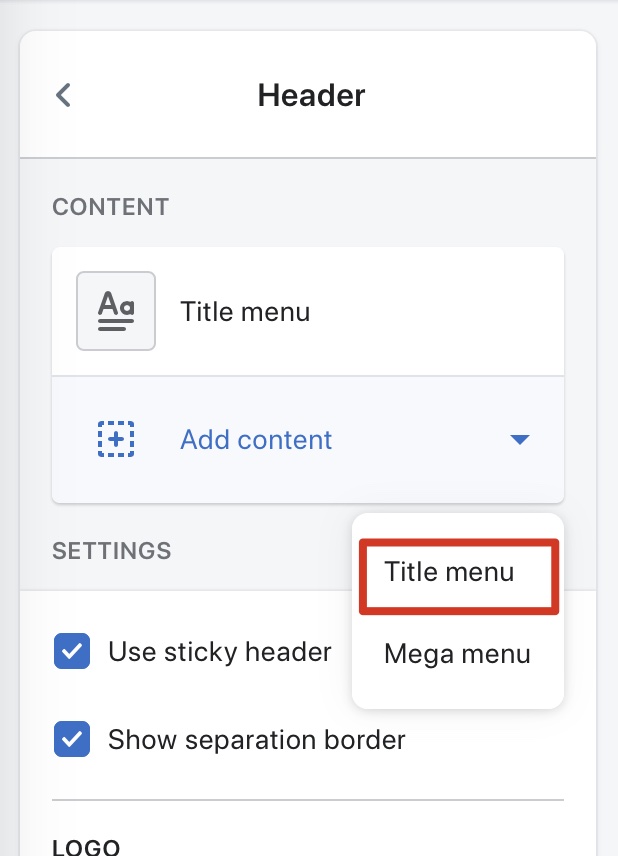 Header
CONTENT
Aa
Title menu
Add content
SETTINGS
Title menu
Mega menu
Use sticky header
Show separation border
LOGO